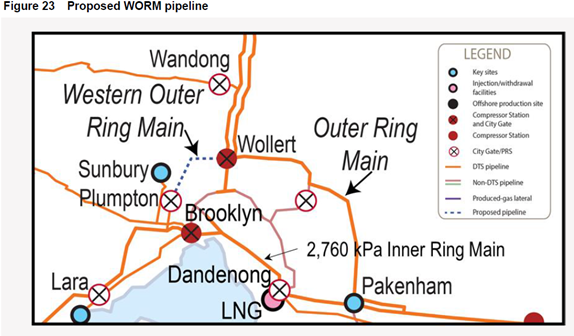 Figure 23 Proposed WORM pipeline
Wandong
Western Outer
Ring Main
Wollert
Outer Ring
Main
Sunbury
Plumpton
Brooklyn
2,760 kPa Inner Ring Main
Lara
Dandenong
LNG
Pakenham
LEGEND
Key sites
Injection/withdrawal
facilities
Offshore production site
Compressor Station
and City Gate
Compressor Station
City Gate/PRS
DTS pipeline
Non-DTS pipeline
Produced-gas lateral
Proposed pipeline